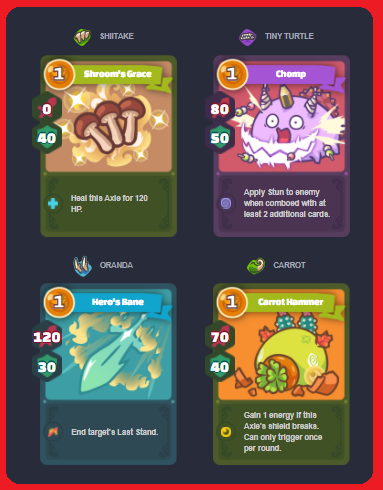 SHIITAKE
TINY TURTLE
1
Shroom's Grace
0
40
Heal this Axie for 120
HP.
1
Chomp
80
50
Apply Stun to enemy
when comboed with at
least 2 additional cards.
ORANDA
CARROT
1
Hero's Bane
120
30
End target's Last Stand.
1
Carrot Hammer
70
40
Gain 1 energy if this
Axie's shield breaks.
Can only trigger once
per round.